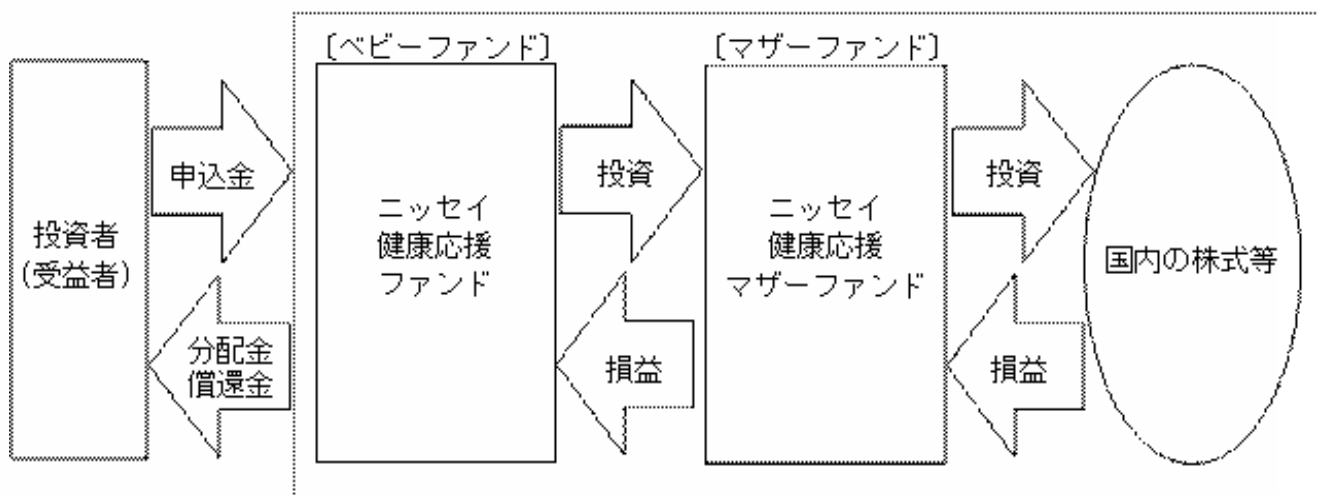 〔ベビーファンド〕
〔マザーファンド〕
投資者
(受益者)
申込金
分配金
償還金
ニッセイ
健康応援
ファンド
投資
損益
ニッセイ
健康応援
マザーファンド
投資
損益
国内の株式等